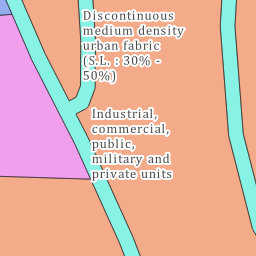 Discontinuous
medium density
urban fabric
(S.L. : 30% -
50%)
Industrial,
commercial,
public,
military and
private units